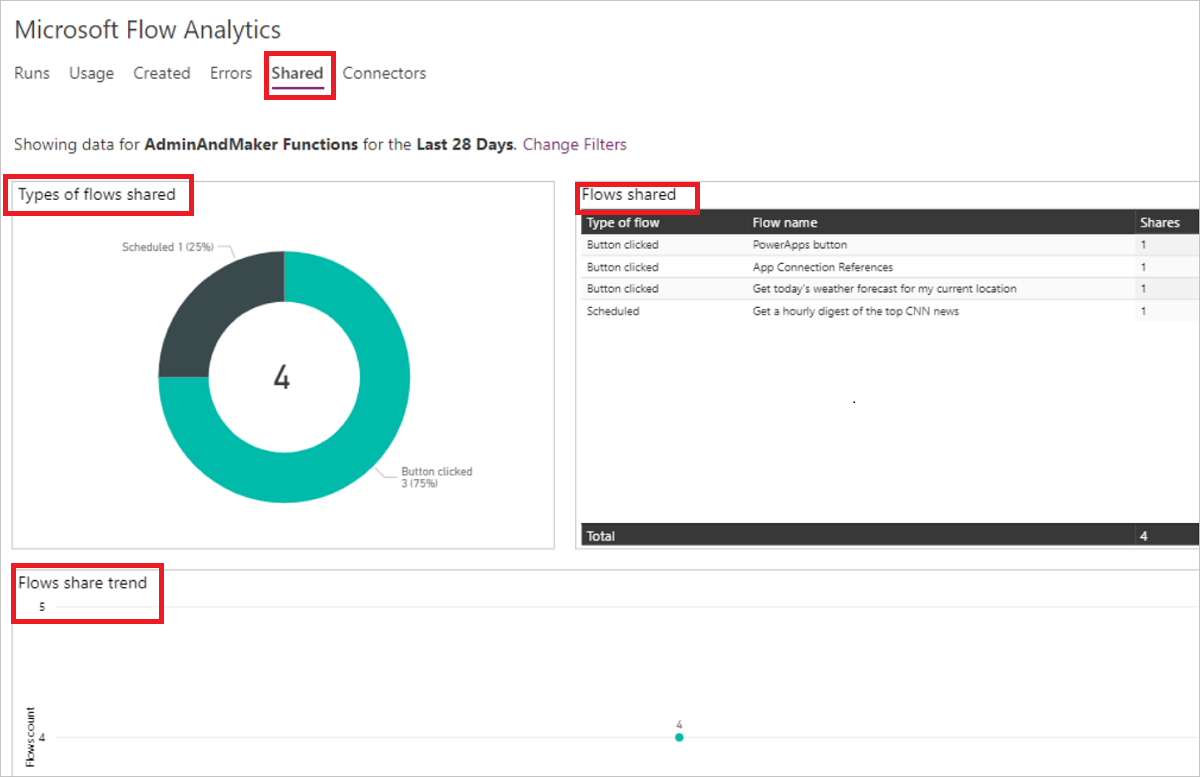 Microsoft Flow Analytics
Runs Usage Created Errors Shared Connectors
Showing data for AdminAndMaker Functions for the Last 28 Days. Change Filters
Types of flows shared
Scheduled 1 (25%)
4
Button clicked
3 (75%)
Flows shared
Type of flow Flow name Shares
Button clicked PowerApps button 1
Button clicked App Connection References 1
Button clicked Get today's weather forecast for my current location 1
Scheduled Get a hourly digest of the top CNN news 1
Total 4
Flows share trend
5
Flows count
4
4